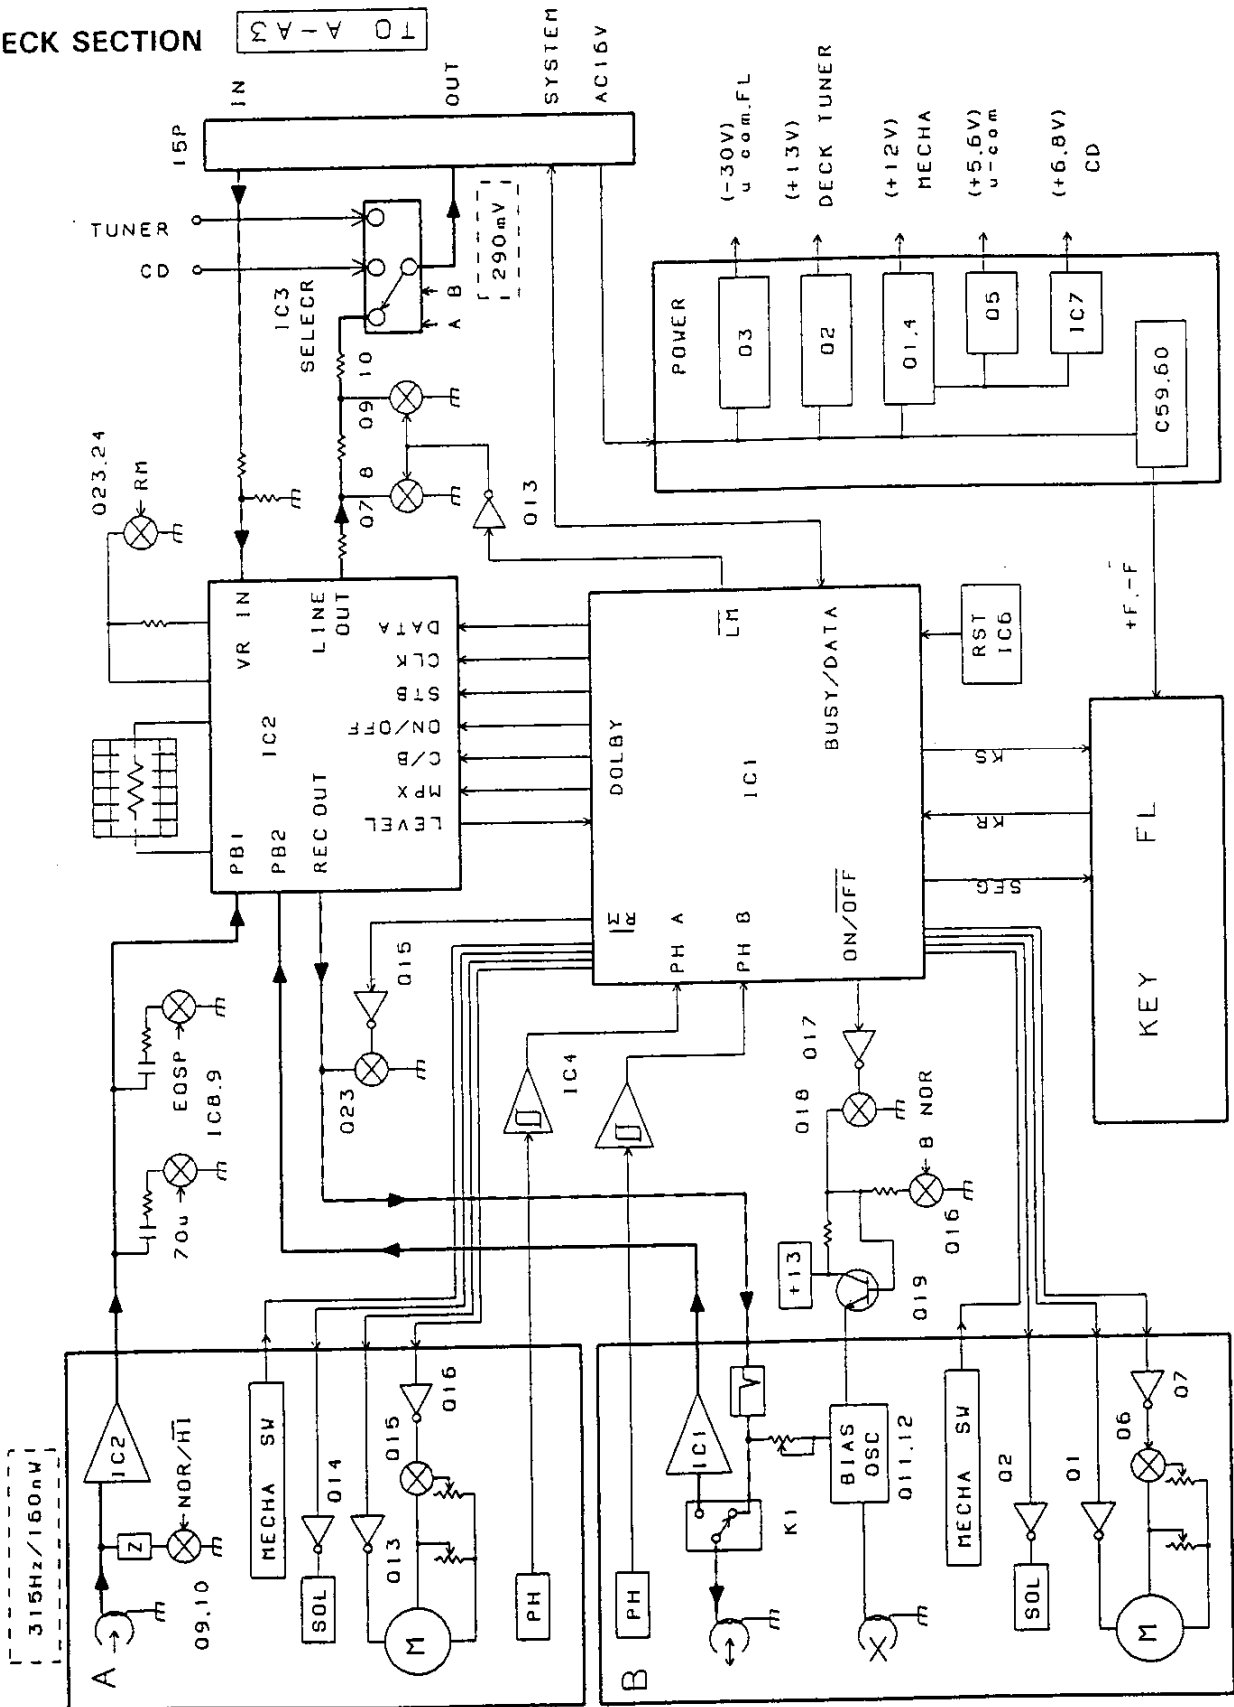 ECK SECTION
TO A-A3
15P
IN
OUT
SYSTEM
AC16V
TUNER
CD
IC3
SELECR
A
B
290mV
(-30V)
u com.FL
(+13V)
DECK TUNER
(+12V)
MECHA
(+5.6V)
u-com
(+6.8V)
CD
POWER
Q3
Q2
Q1.4
Q5
IC7
C59.60
+F.-F
Q23.24
RM
Q7 8
Q9 10
Q13
VR IN
LINE
OUT
IC2
PB1
PB2
REC OUT
DATA
CLK
STB
ON/OFF
C/B
MPX
LEVEL
LM
DOLBY
IC1
BUSY/DATA
RM
PH A
PH B
ON/OFF
RST
IC6
KS
KR
SEG
KEY FL
EQSP
IC8.9
70u
Q15
Q23
IC4
Q17
Q18
B NOR
Q16
+13
Q19
315Hz/160nW
A
IC2
Z
NOR/HI
Q9.10
MECHA SW
SOL
Q14
Q13
Q15
Q16
M
PH
B
PH
IC1
K1
BIAS
OSC
Q11.12
MECHA SW
SOL
Q2
Q1
Q6
Q7
M